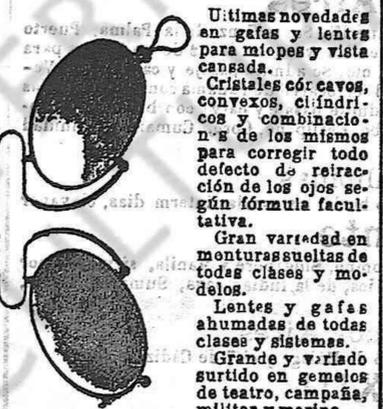 Ultimas novedades
en gafas y lentes
para miopes y vista
cansada.
Cristales cóncavos,
convexos, cilíndri-
cos y combinacio-
n·s de los mismos
para corregir todo
defecto de reirac-
ción de los ojos se-
gún fórmula facul-
tativa.
Gran variedad en
monturas sueltas de
todas clases y mo-
delos.
Lentes y gafas
ahumadas de todas
clases y sistemas.
Grande y variado
surtido en gemelos
de teatro, campaña,
militar y marina